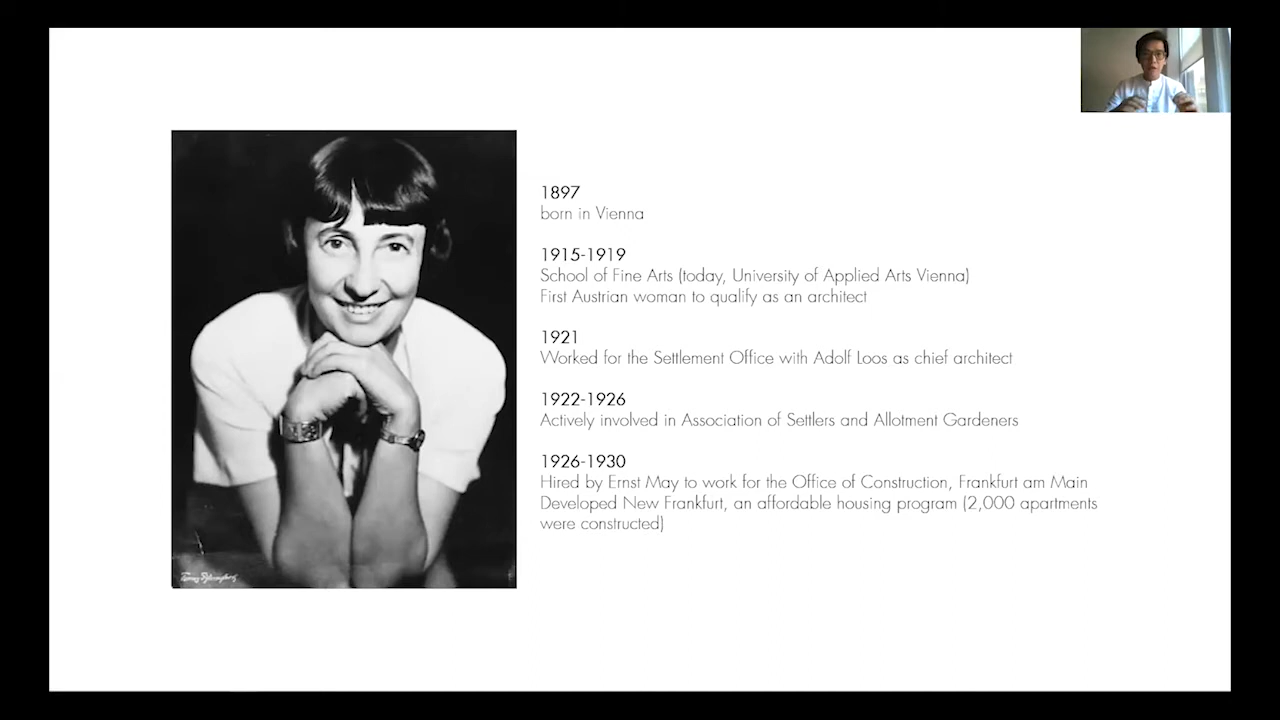 1897
born in Vienna
1915-1919
School of Fine Arts (today, University of Applied Arts Vienna)
First Austrian woman to qualify as an architect
1921
Worked for the Settlement Office with Adolf Loos as chief architect
1922-1926
Actively involved in Association of Settlers and Allotment Gardeners
1926-1930
Hired by Ernst May to work for the Office of Construction, Frankfurt am Main
Developed New Frankfurt, an affordable housing program (2,000 apartments
were constructed)